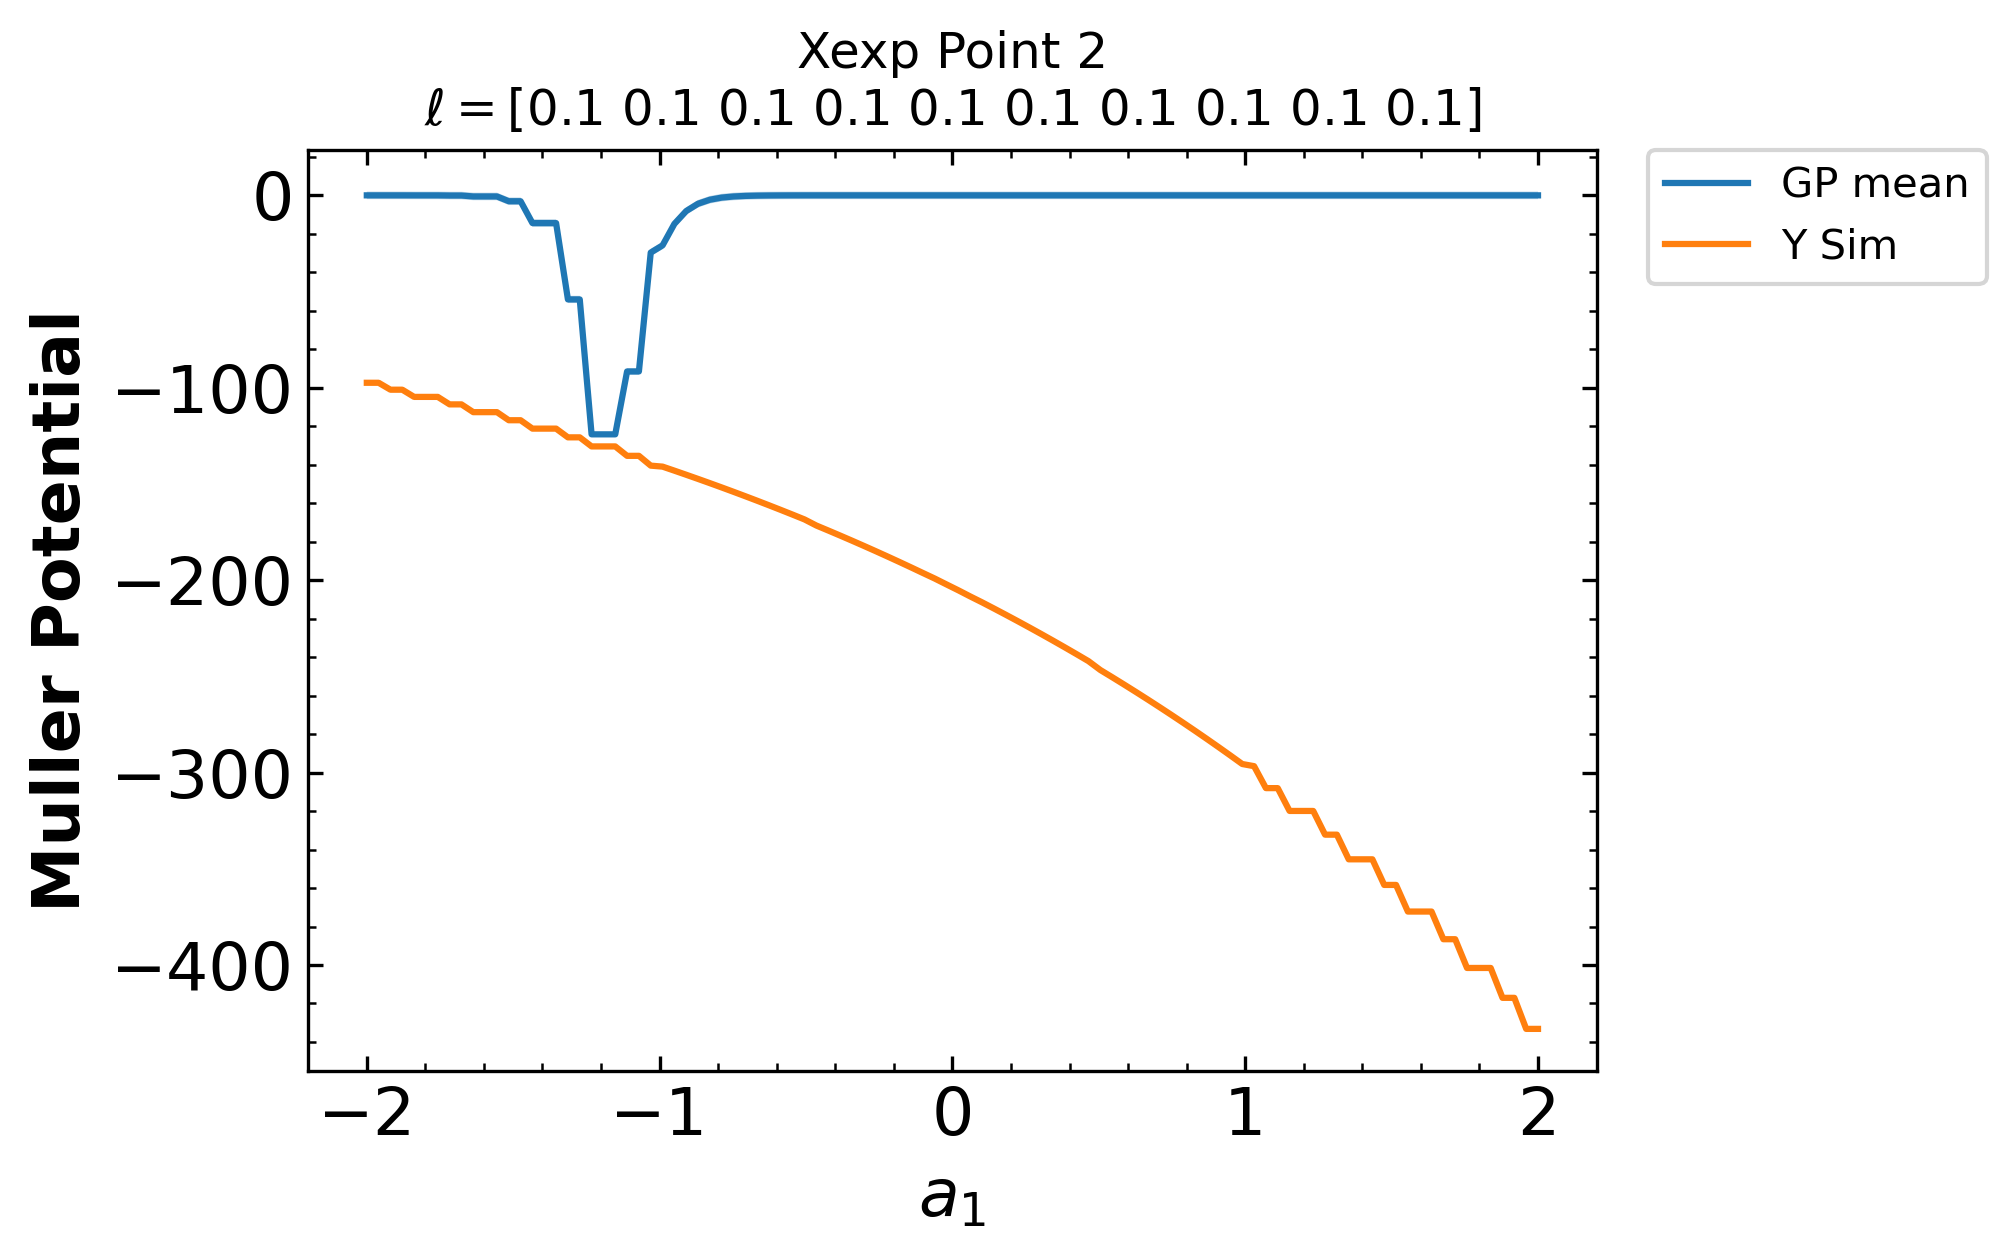 Xexp Point 2
ℓ = [0.1 0.1 0.1 0.1 0.1 0.1 0.1 0.1 0.1 0.1]
GP mean
Y Sim
Muller Potential
0
−100
−200
−300
−400
−2 −1 0 1 2
a₁